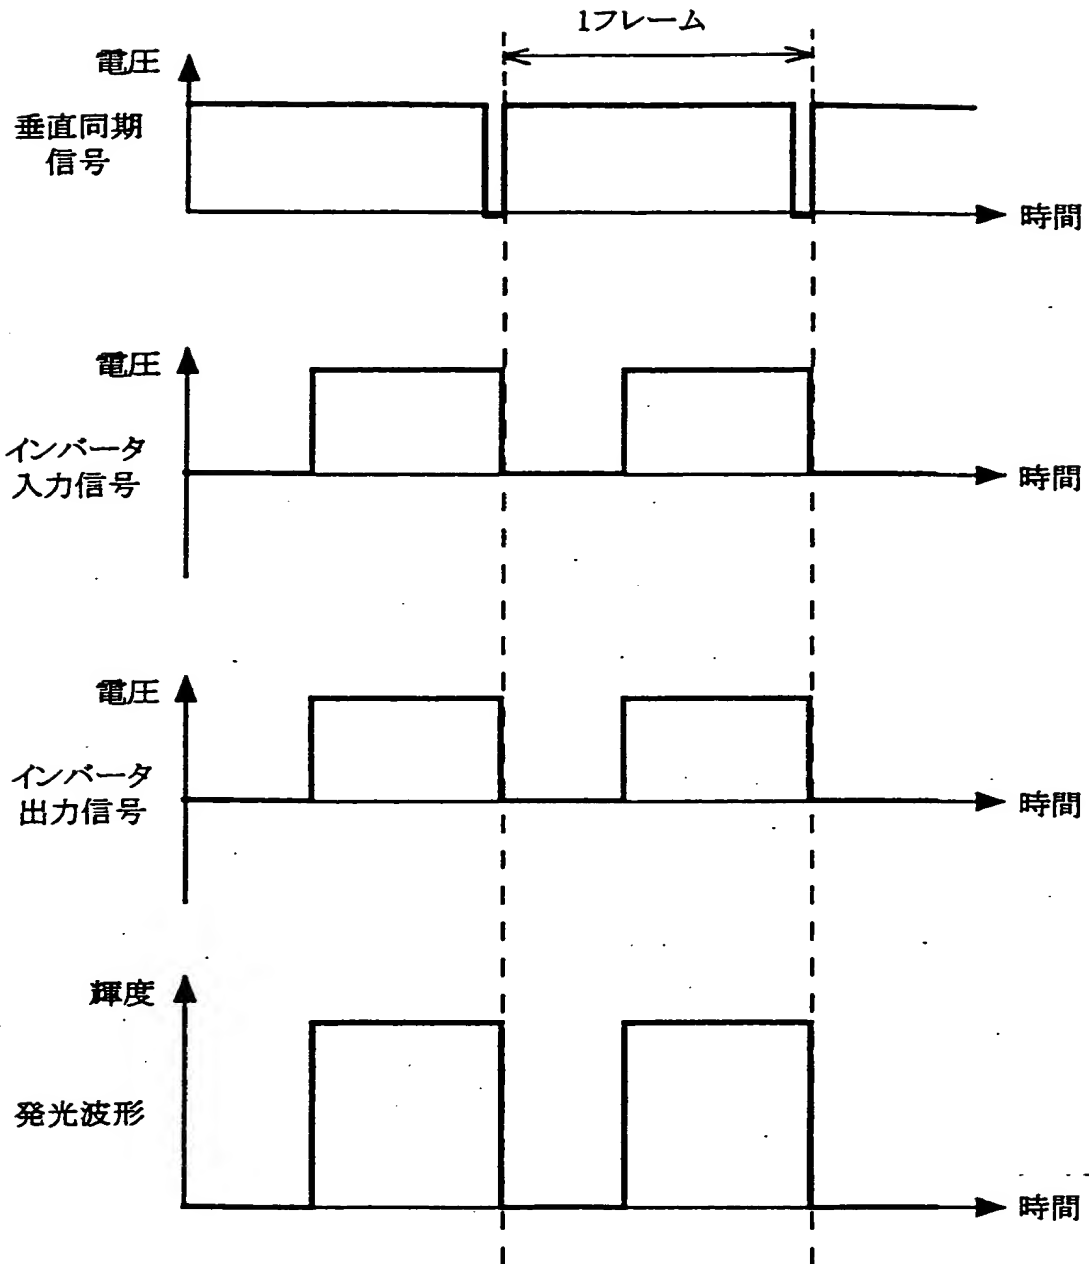 1フレーム
電圧
垂直同期
信号
時間
電圧
インバータ
入力信号
時間
電圧
インバータ
出力信号
時間
輝度
発光波形
時間